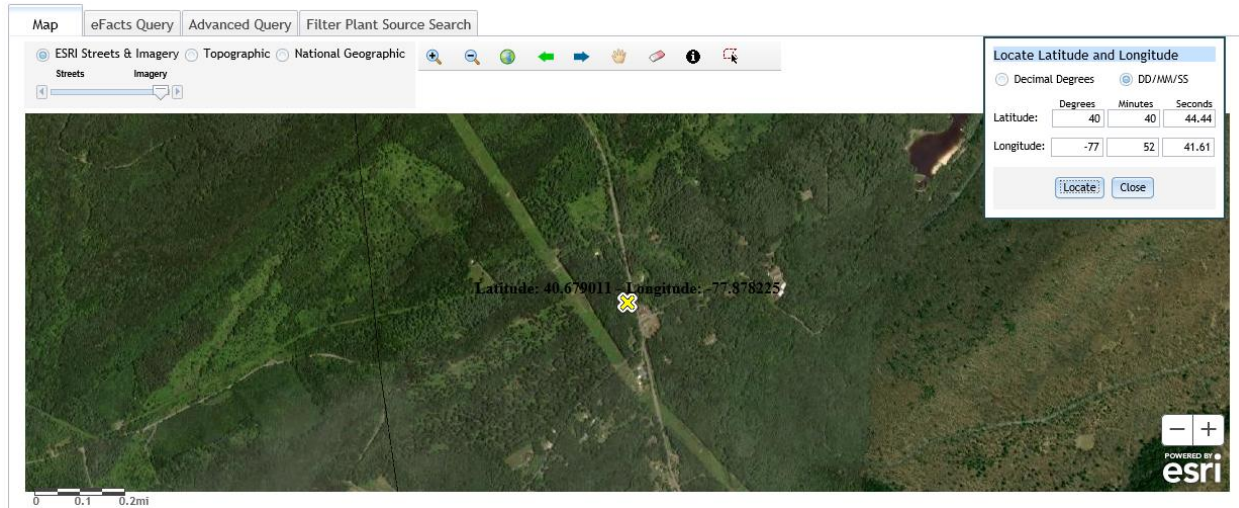 Map eFacts Query Advanced Query Filter Plant Source Search
ESRI Streets & Imagery Topographic National Geographic
Streets Imagery
Locate Latitude and Longitude
Decimal Degrees DD/MM/SS
Degrees Minutes Seconds
Latitude: 40 40 44.44
Longitude: -77 52 41.61
Locate Close
Latitude: 40.679011 - Longitude: -77.878225
POWERED BY
esri
0 0.1 0.2mi